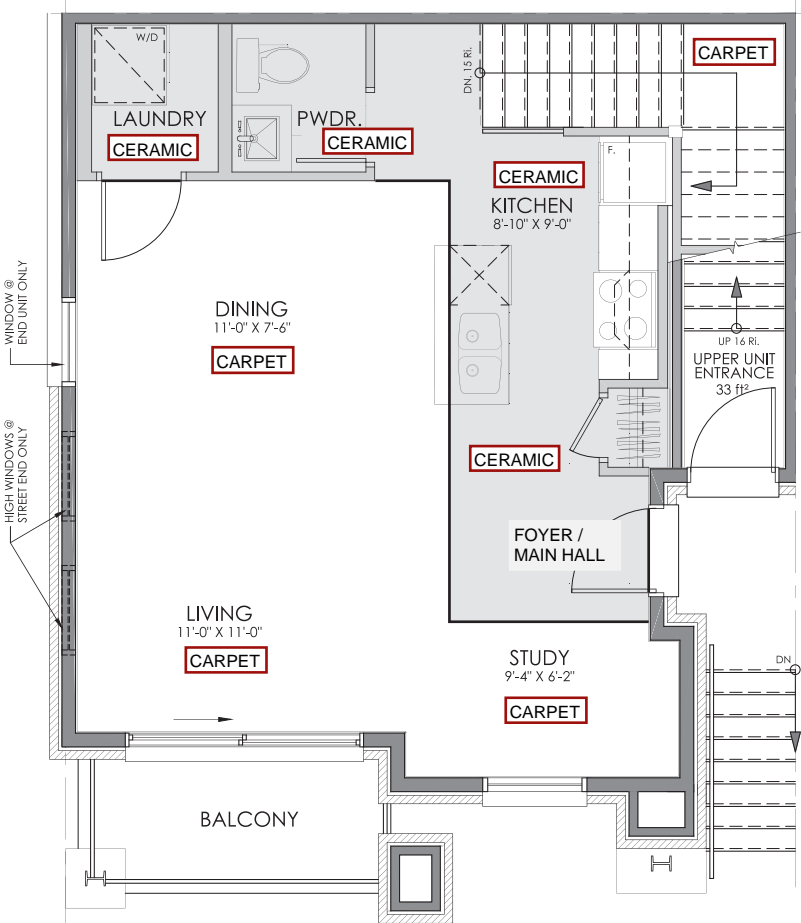 W/D
LAUNDRY
CERAMIC
PWDR.
CERAMIC
DN. 15 Ri.
CARPET
CERAMIC
KITCHEN
8'-10" X 9'-0"
F.
WINDOW @
END UNIT ONLY
DINING
11'-0" X 7'-6"
CARPET
UP 16 Ri.
UPPER UNIT
ENTRANCE
33 ft²
HIGH WINDOWS @
STREET END ONLY
CERAMIC
FOYER /
MAIN HALL
LIVING
11'-0" X 11'-0"
CARPET
STUDY
9'-4" X 6'-2"
CARPET
DN
BALCONY